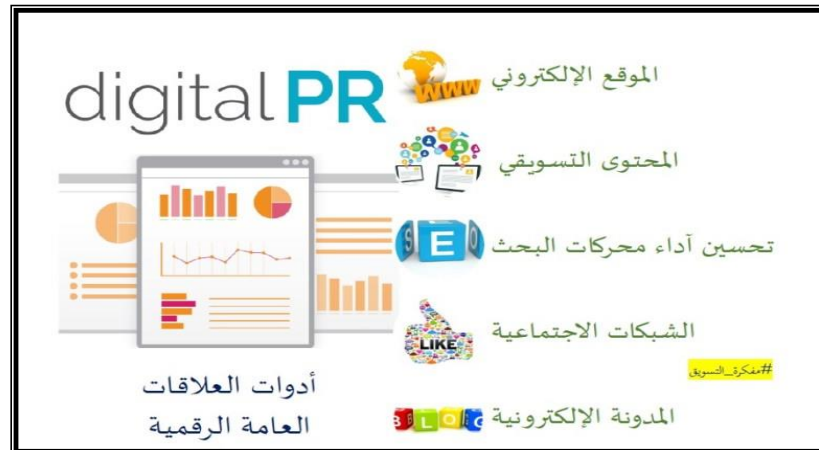 digital PR
الموقع الإلكتروني
WWW
المحتوى التسويقي
تحسين آداء محركات البحث
SEO
الشبكات الاجتماعية
LIKE
#مفكرة_التسويق
المدونة الإلكترونية
BLOG
أدوات العلاقات
العامة الرقمية